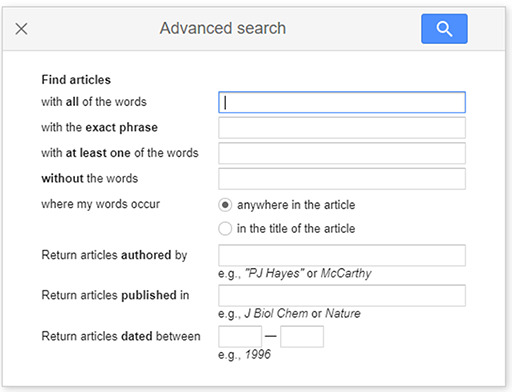 Advanced search
Find articles
with all of the words
with the exact phrase
with at least one of the words
without the words
where my words occur
anywhere in the article
in the title of the article
Return articles authored by
e.g., "PJ Hayes" or McCarthy
Return articles published in
e.g., J Biol Chem or Nature
Return articles dated between
—
e.g., 1996